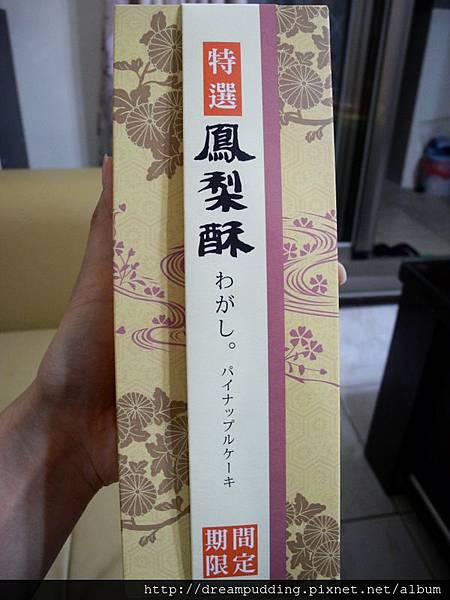 特選
鳳梨酥
わがし。
パイナップルケーキ
期間
限定
http://dreampudding.pixnet.net/album